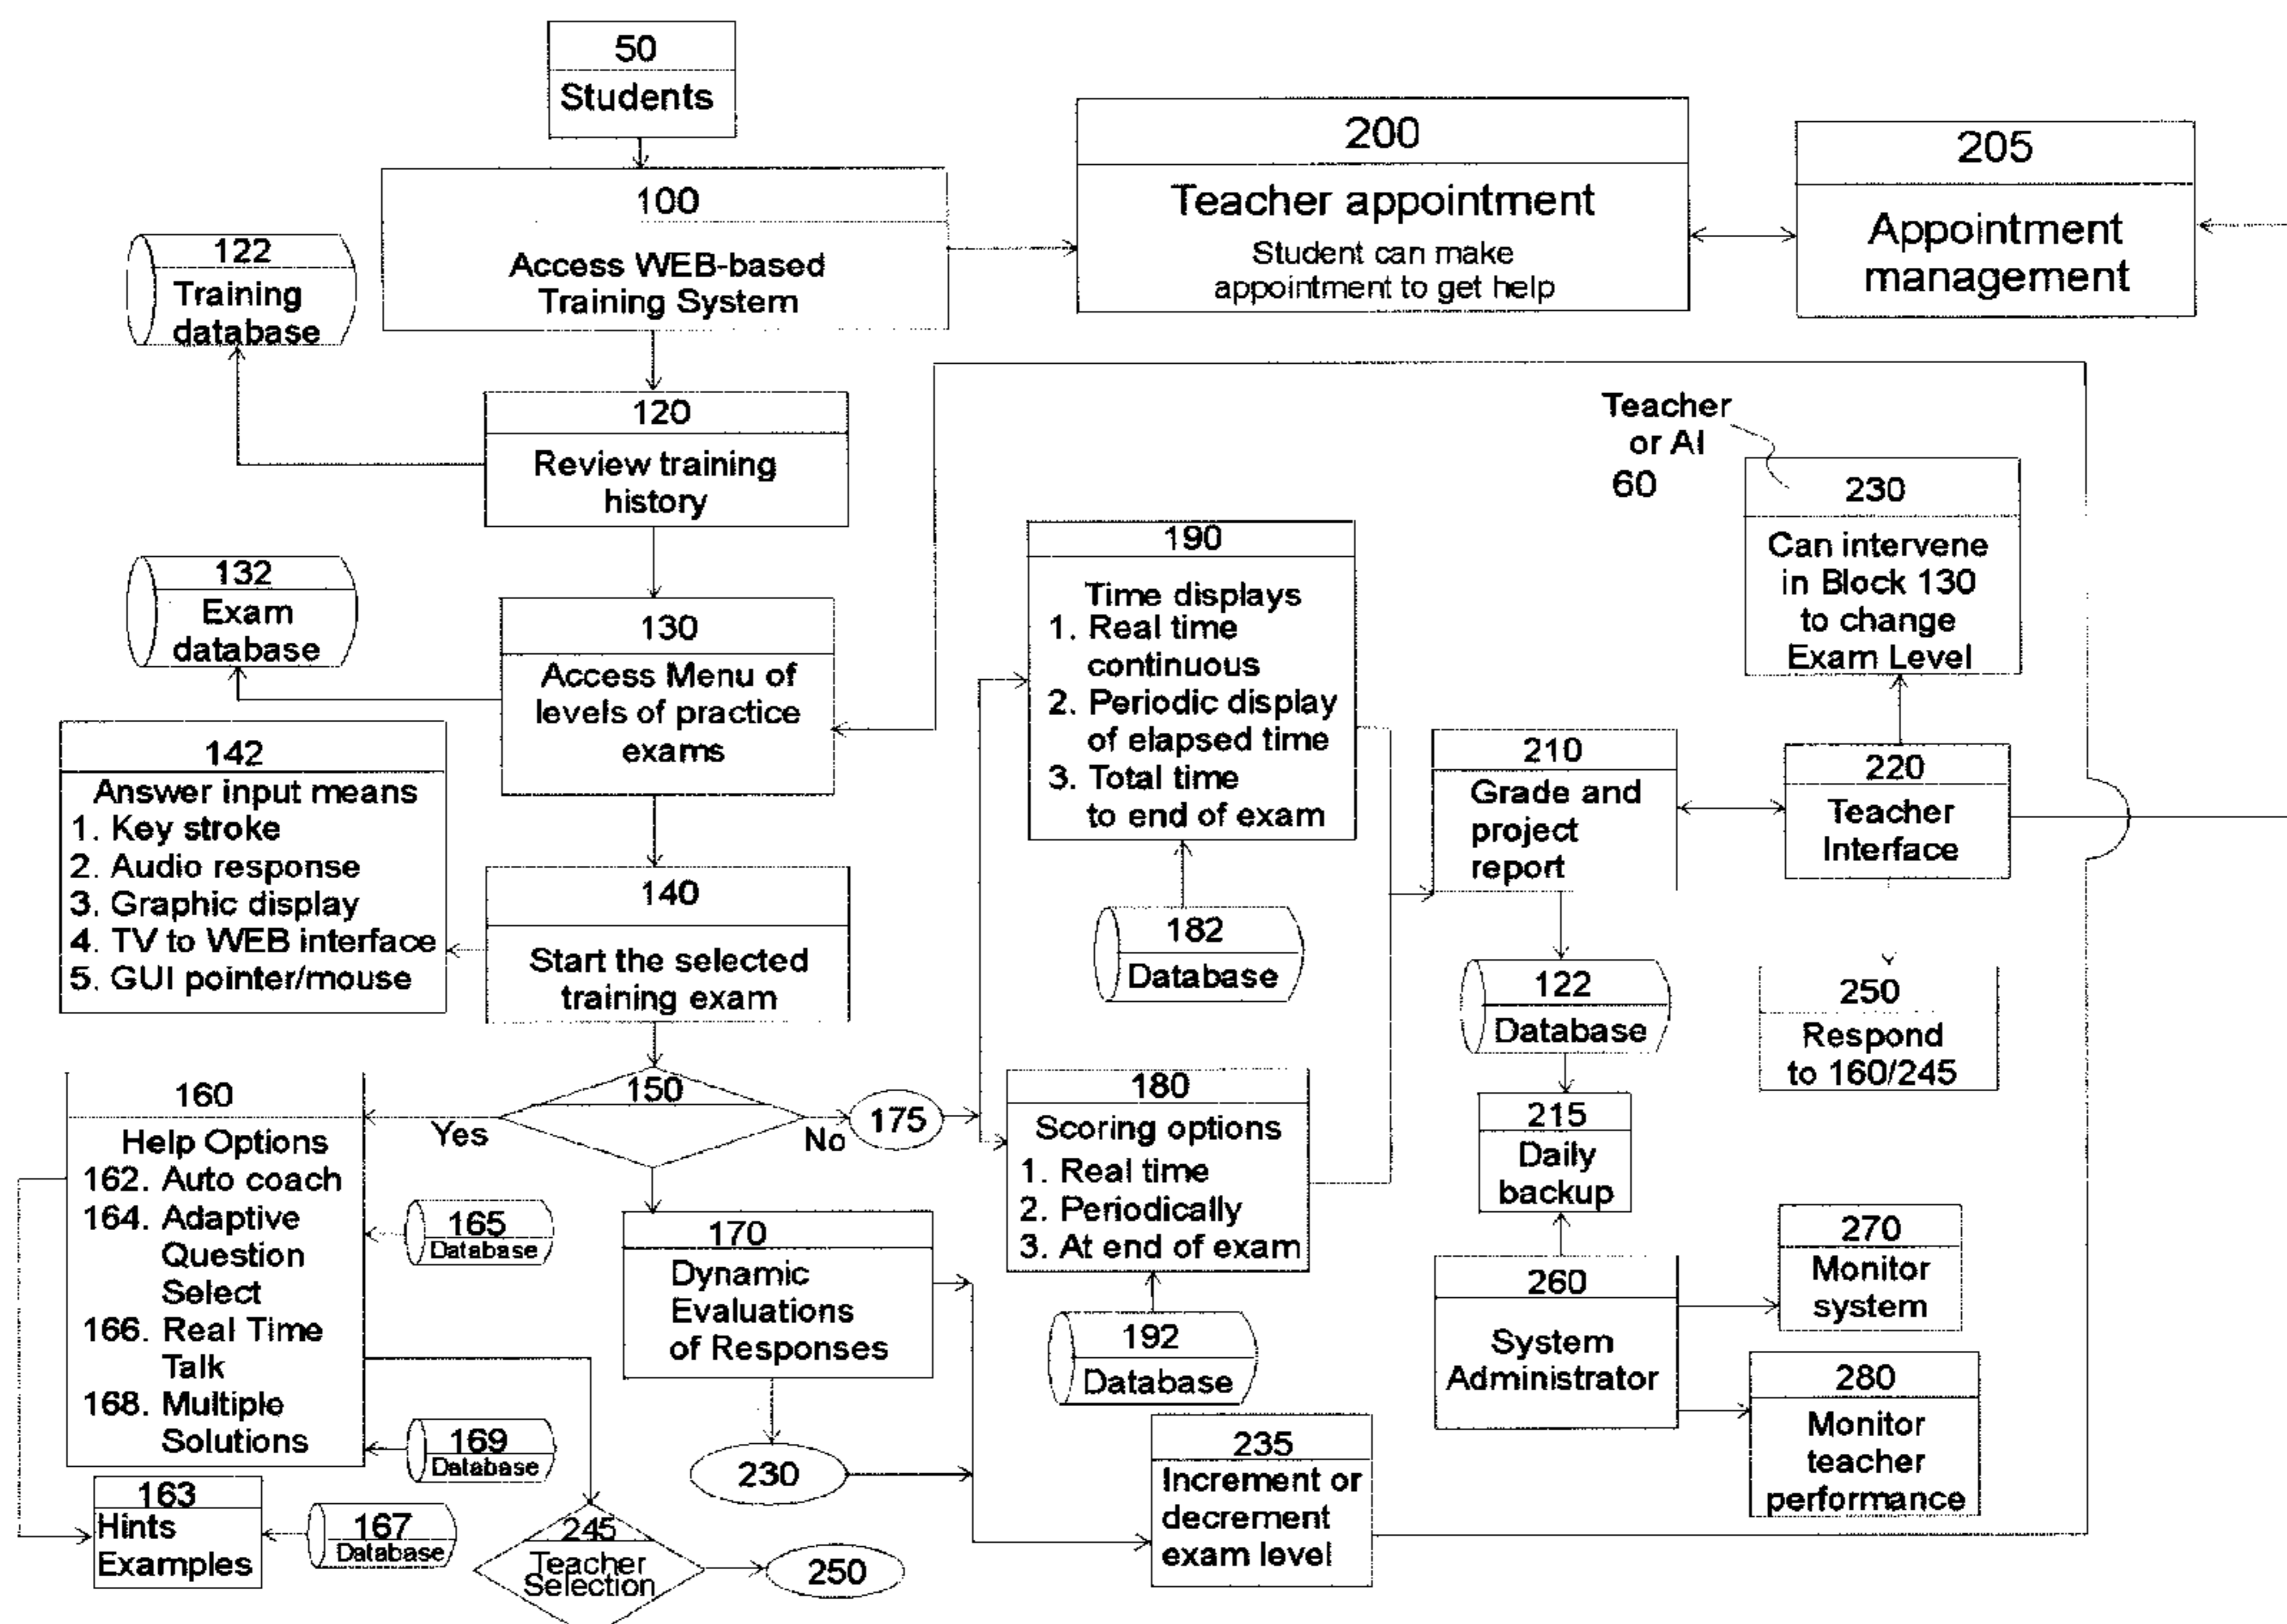 50
Students
100
Access WEB-based
Training System
200
Teacher appointment
Student can make
appointment to get help
205
Appointment
management
122
Training
database
120
Review training
history
Teacher
or AI
60
230
Can intervene
in Block 130
to change
Exam Level
132
Exam
database
130
Access Menu of
levels of practice
exams
190
Time displays
1. Real time
continuous
2. Periodic display
of elapsed time
3. Total time
to end of exam
142
Answer input means
1. Key stroke
2. Audio response
3. Graphic display
4. TV to WEB interface
5. GUI pointer/mouse
140
Start the selected
training exam
182
Database
210
Grade and
project
report
220
Teacher
Interface
122
Database
250
Respond
to 160/245
160
Help Options
162. Auto coach
164. Adaptive
Question
Select
166. Real Time
Talk
168. Multiple
Solutions
150
Yes
No
175
180
Scoring options
1. Real time
2. Periodically
3. At end of exam
215
Daily
backup
165
Database
170
Dynamic
Evaluations
of Responses
192
Database
260
System
Administrator
270
Monitor
system
280
Monitor
teacher
performance
169
Database
230
235
Increment or
decrement
exam level
163
Hints
Examples
167
Database
245
Teacher
Selection
250